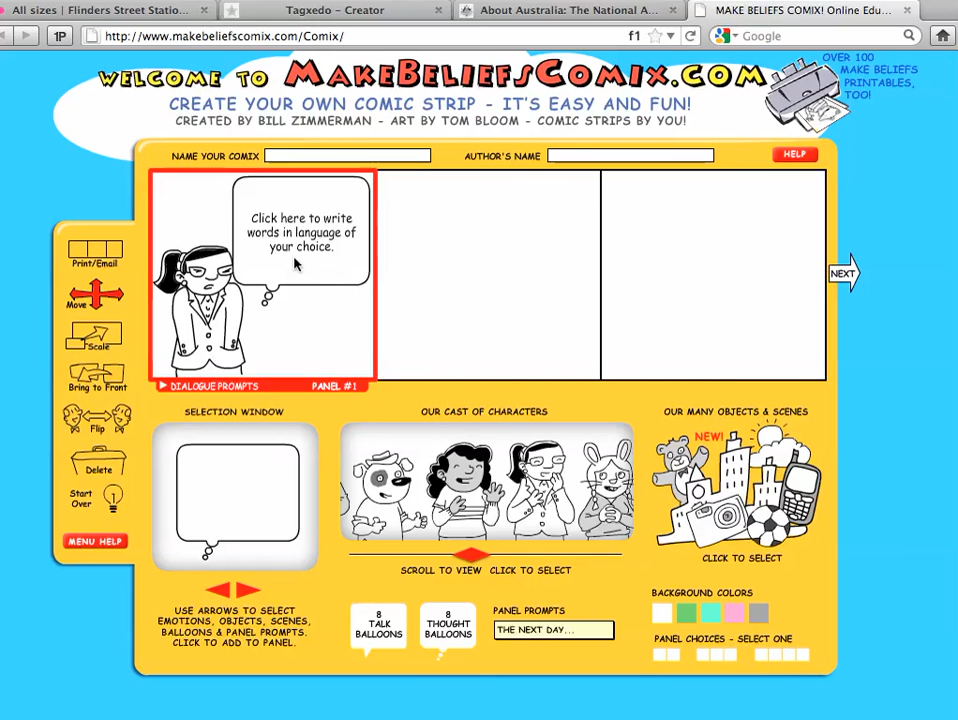 All sizes | Flinders Street Statio...
Tagxedo – Creator
About Australia: The National A...
MAKE BELIEFS COMIX! Online Edu...
1P
http://www.makebeliefscomix.com/Comix/
f1
Google
WELCOME TO MAKEBELIEFSCOMIX.COM
CREATE YOUR OWN COMIC STRIP - IT'S EASY AND FUN!
CREATED BY BILL ZIMMERMAN - ART BY TOM BLOOM - COMIC STRIPS BY YOU!
OVER 100
MAKE BELIEFS
PRINTABLES,
TOO!
NAME YOUR COMIX
AUTHOR'S NAME
HELP
Click here to write
words in language of
your choice.
NEXT
Print/Email
Move
Scale
Bring to Front
Flip
Delete
Start
Over
1
MENU HELP
DIALOGUE PROMPTS
PANEL #1
SELECTION WINDOW
OUR CAST OF CHARACTERS
OUR MANY OBJECTS & SCENES
NEW!
SCROLL TO VIEW CLICK TO SELECT
CLICK TO SELECT
USE ARROWS TO SELECT
EMOTIONS, OBJECTS, SCENES,
BALLOONS & PANEL PROMPTS.
CLICK TO ADD TO PANEL.
8
TALK
BALLOONS
8
THOUGHT
BALLOONS
PANEL PROMPTS
THE NEXT DAY...
BACKGROUND COLORS
PANEL CHOICES - SELECT ONE